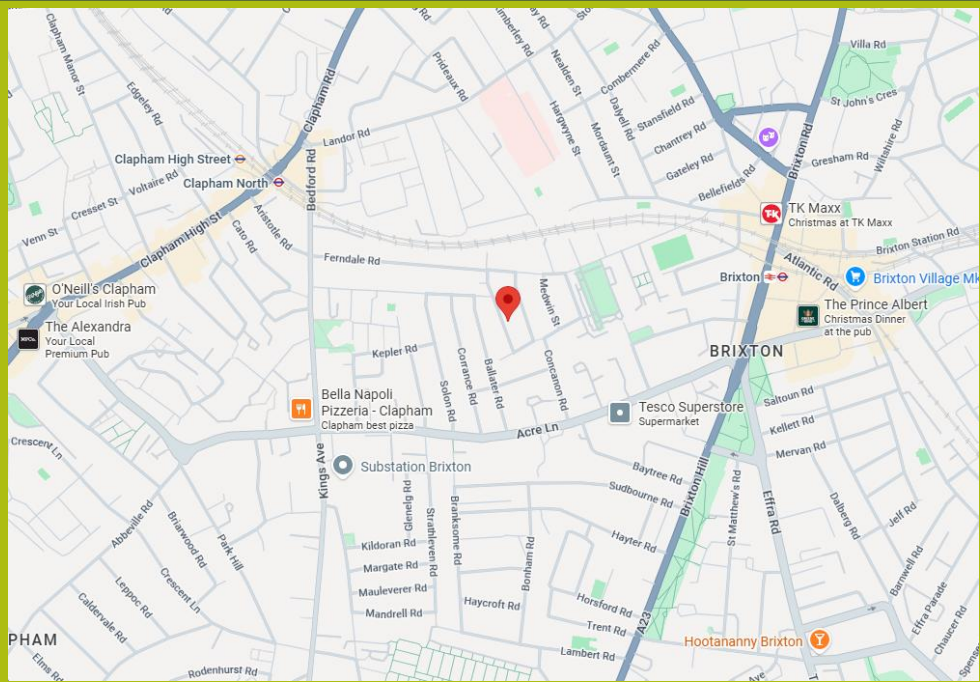 Clapham Manor St
Edgeley Rd
Clapham Rd
Prideaux Rd
Kimberley Rd
Nealden St
Combermere Rd
Villa Rd
St John's Cres
Landor Rd
Hargwyne St
Mordaunt St
Dalyell Rd
Stansfield Rd
Chantrey Rd
Gateley Rd
Bellefields Rd
Brixton Rd
Gresham Rd
Wiltshire Rd
Clapham High Street
Clapham North
Bedford Rd
Voltaire Rd
Cresset St
Venn St
Clapham High St
Cato Rd
Aristotle Rd
TK Maxx
Christmas at TK Maxx
Brixton Station Rd
Atlantic Rd
Ferndale Rd
Medwin St
Brixton
Brixton Village Mk
O'Neill's Clapham
Your Local Irish Pub
The Alexandra
Your Local
Premium Pub
The Prince Albert
Christmas Dinner
at the pub
Kepler Rd
Corrance Rd
Solon Rd
Ballater Rd
Concanon Rd
BRIXTON
Bella Napoli
Pizzeria - Clapham
Clapham best pizza
Tesco Superstore
Supermarket
Acre Ln
Saltoun Rd
Kellett Rd
Mervan Rd
Crescent Ln
Kings Ave
Substation Brixton
Baytree Rd
Sudbourne Rd
Brixton Hill
St Matthew's Rd
Effra Rd
Dalberg Rd
Jelf Rd
Abbeville Rd
Briarwood Rd
Park Hill
Glenelg Rd
Strathleven Rd
Branksome Rd
Bonham Rd
Hayter Rd
Kildoran Rd
Margate Rd
Mauleverer Rd
Mandrell Rd
Haycroft Rd
Horsford Rd
Trent Rd
Lambert Rd
A23
Barnwell Rd
Effra Parade
Chaucer Rd
Leppoc Rd
Crescent Ln
Caldervale Rd
PHAM
Elms Rd
Rodenhurst Rd
Hootananny Brixton
Ave